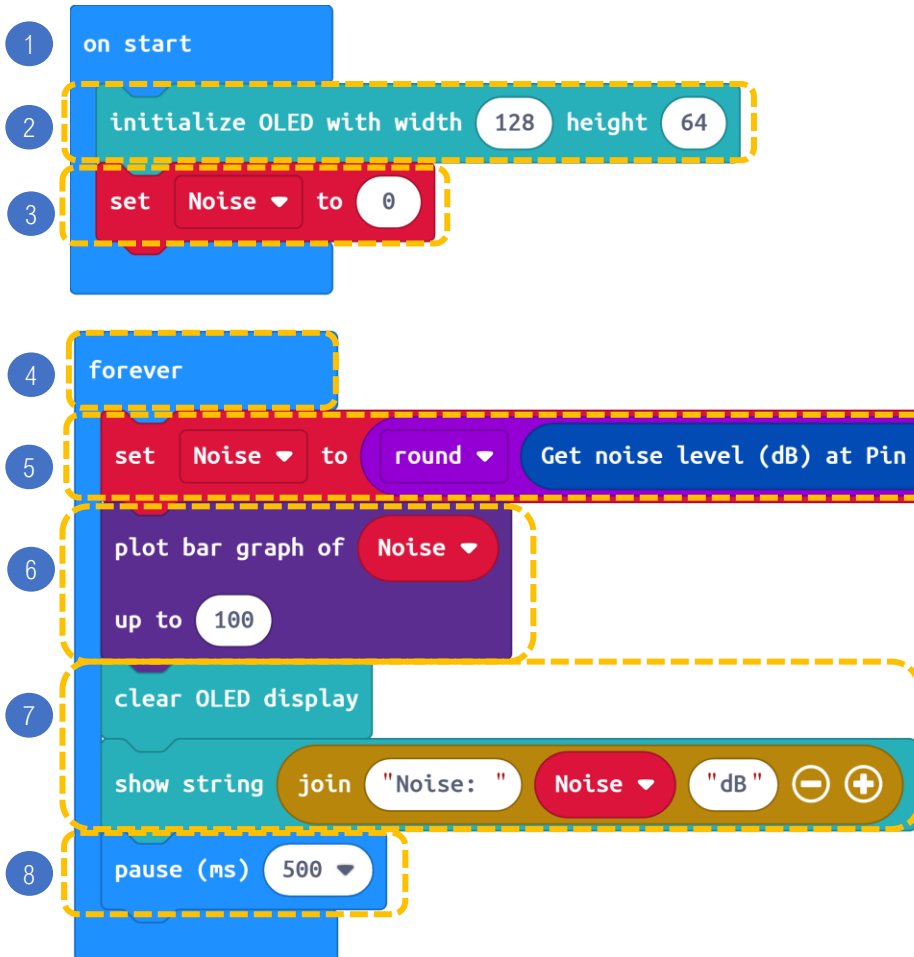 1 on start
2 initialize OLED with width 128 height 64
3 set Noise to 0
4 forever
5 set Noise to round Get noise level (dB) at Pin
6 plot bar graph of Noise
up to 100
7 clear OLED display
show string join "Noise: " Noise "dB"
8 pause (ms) 500